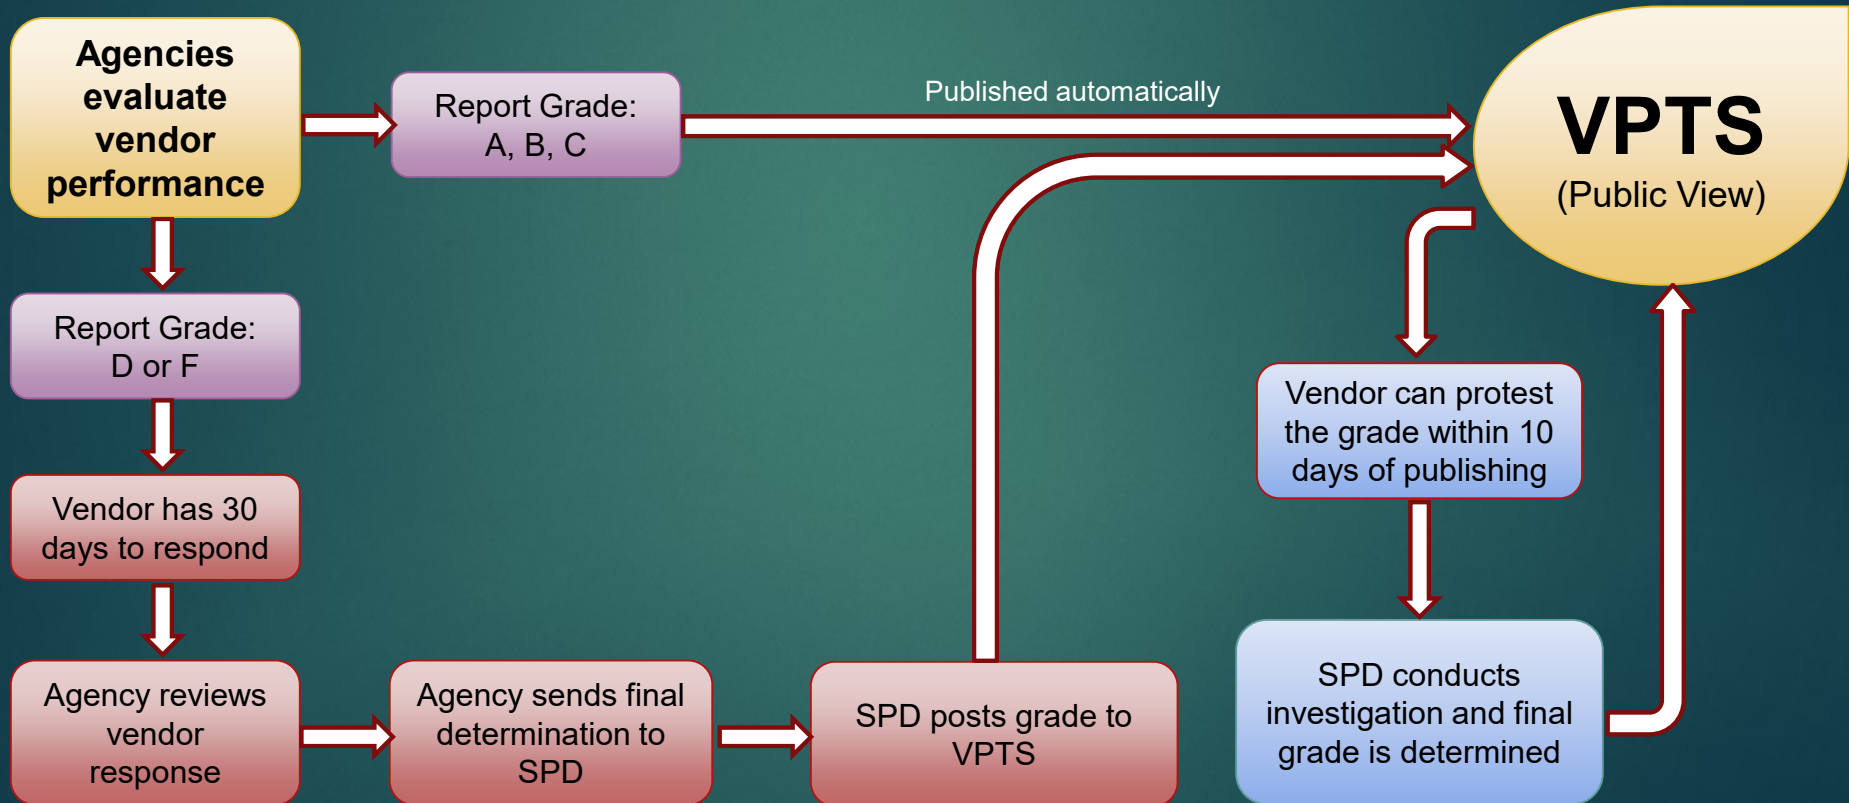 Agencies
evaluate
vendor
performance
Report Grade:
A, B, C
Published automatically
VPTS
(Public View)
Report Grade:
D or F
Vendor has 30
days to respond
Agency reviews
vendor
response
Agency sends final
determination to
SPD
SPD posts grade to
VPTS
Vendor can protest
the grade within 10
days of publishing
SPD conducts
investigation and final
grade is determined